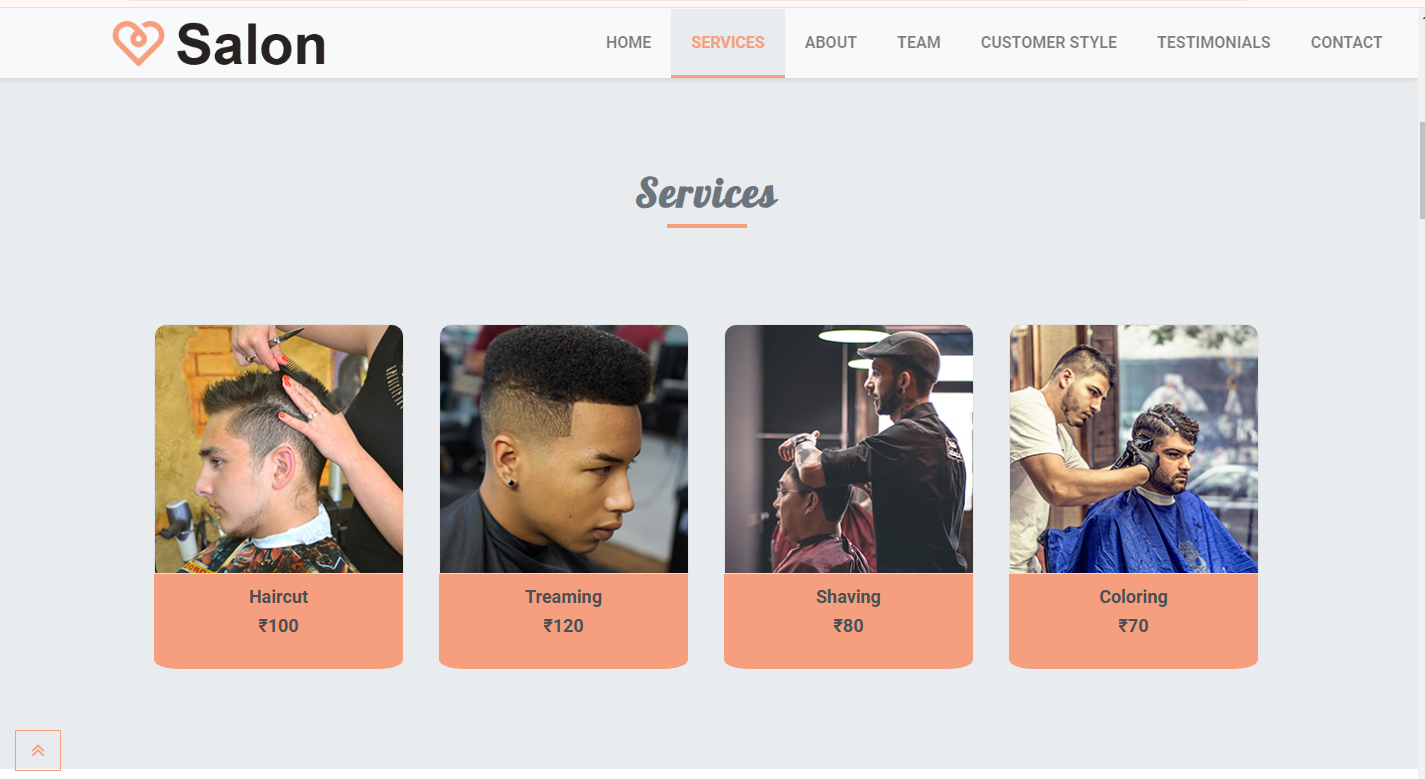 Salon
HOME SERVICES ABOUT TEAM CUSTOMER STYLE TESTIMONIALS CONTACT
Services
Haircut
₹100
Treaming
₹120
Shaving
₹80
Coloring
₹70